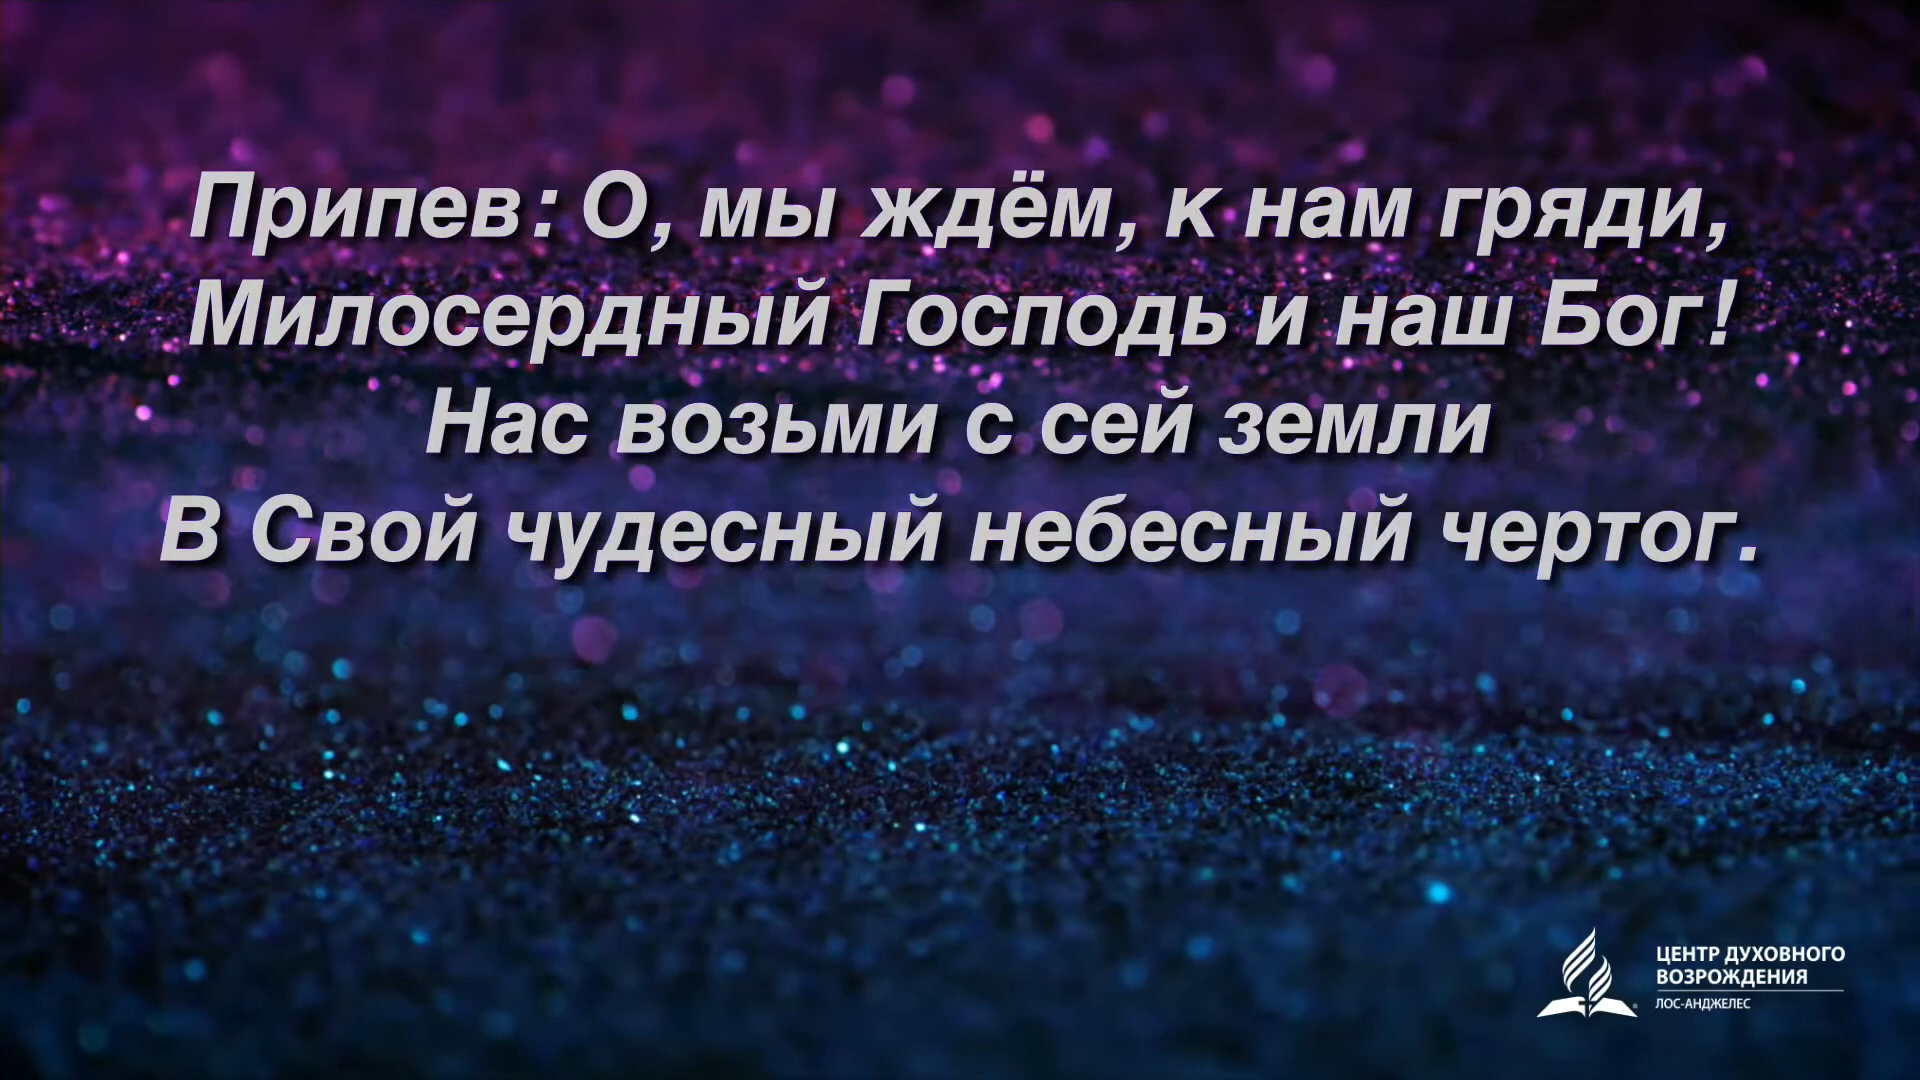 Припев: О, мы ждём, к нам гряди,
Милосердный Господь и наш Бог!
Нас возьми с сей земли
В Свой чудесный небесный чертог.
ЦЕНТР ДУХОВНОГО
ВОЗРОЖДЕНИЯ
ЛОС-АНДЖЕЛЕС